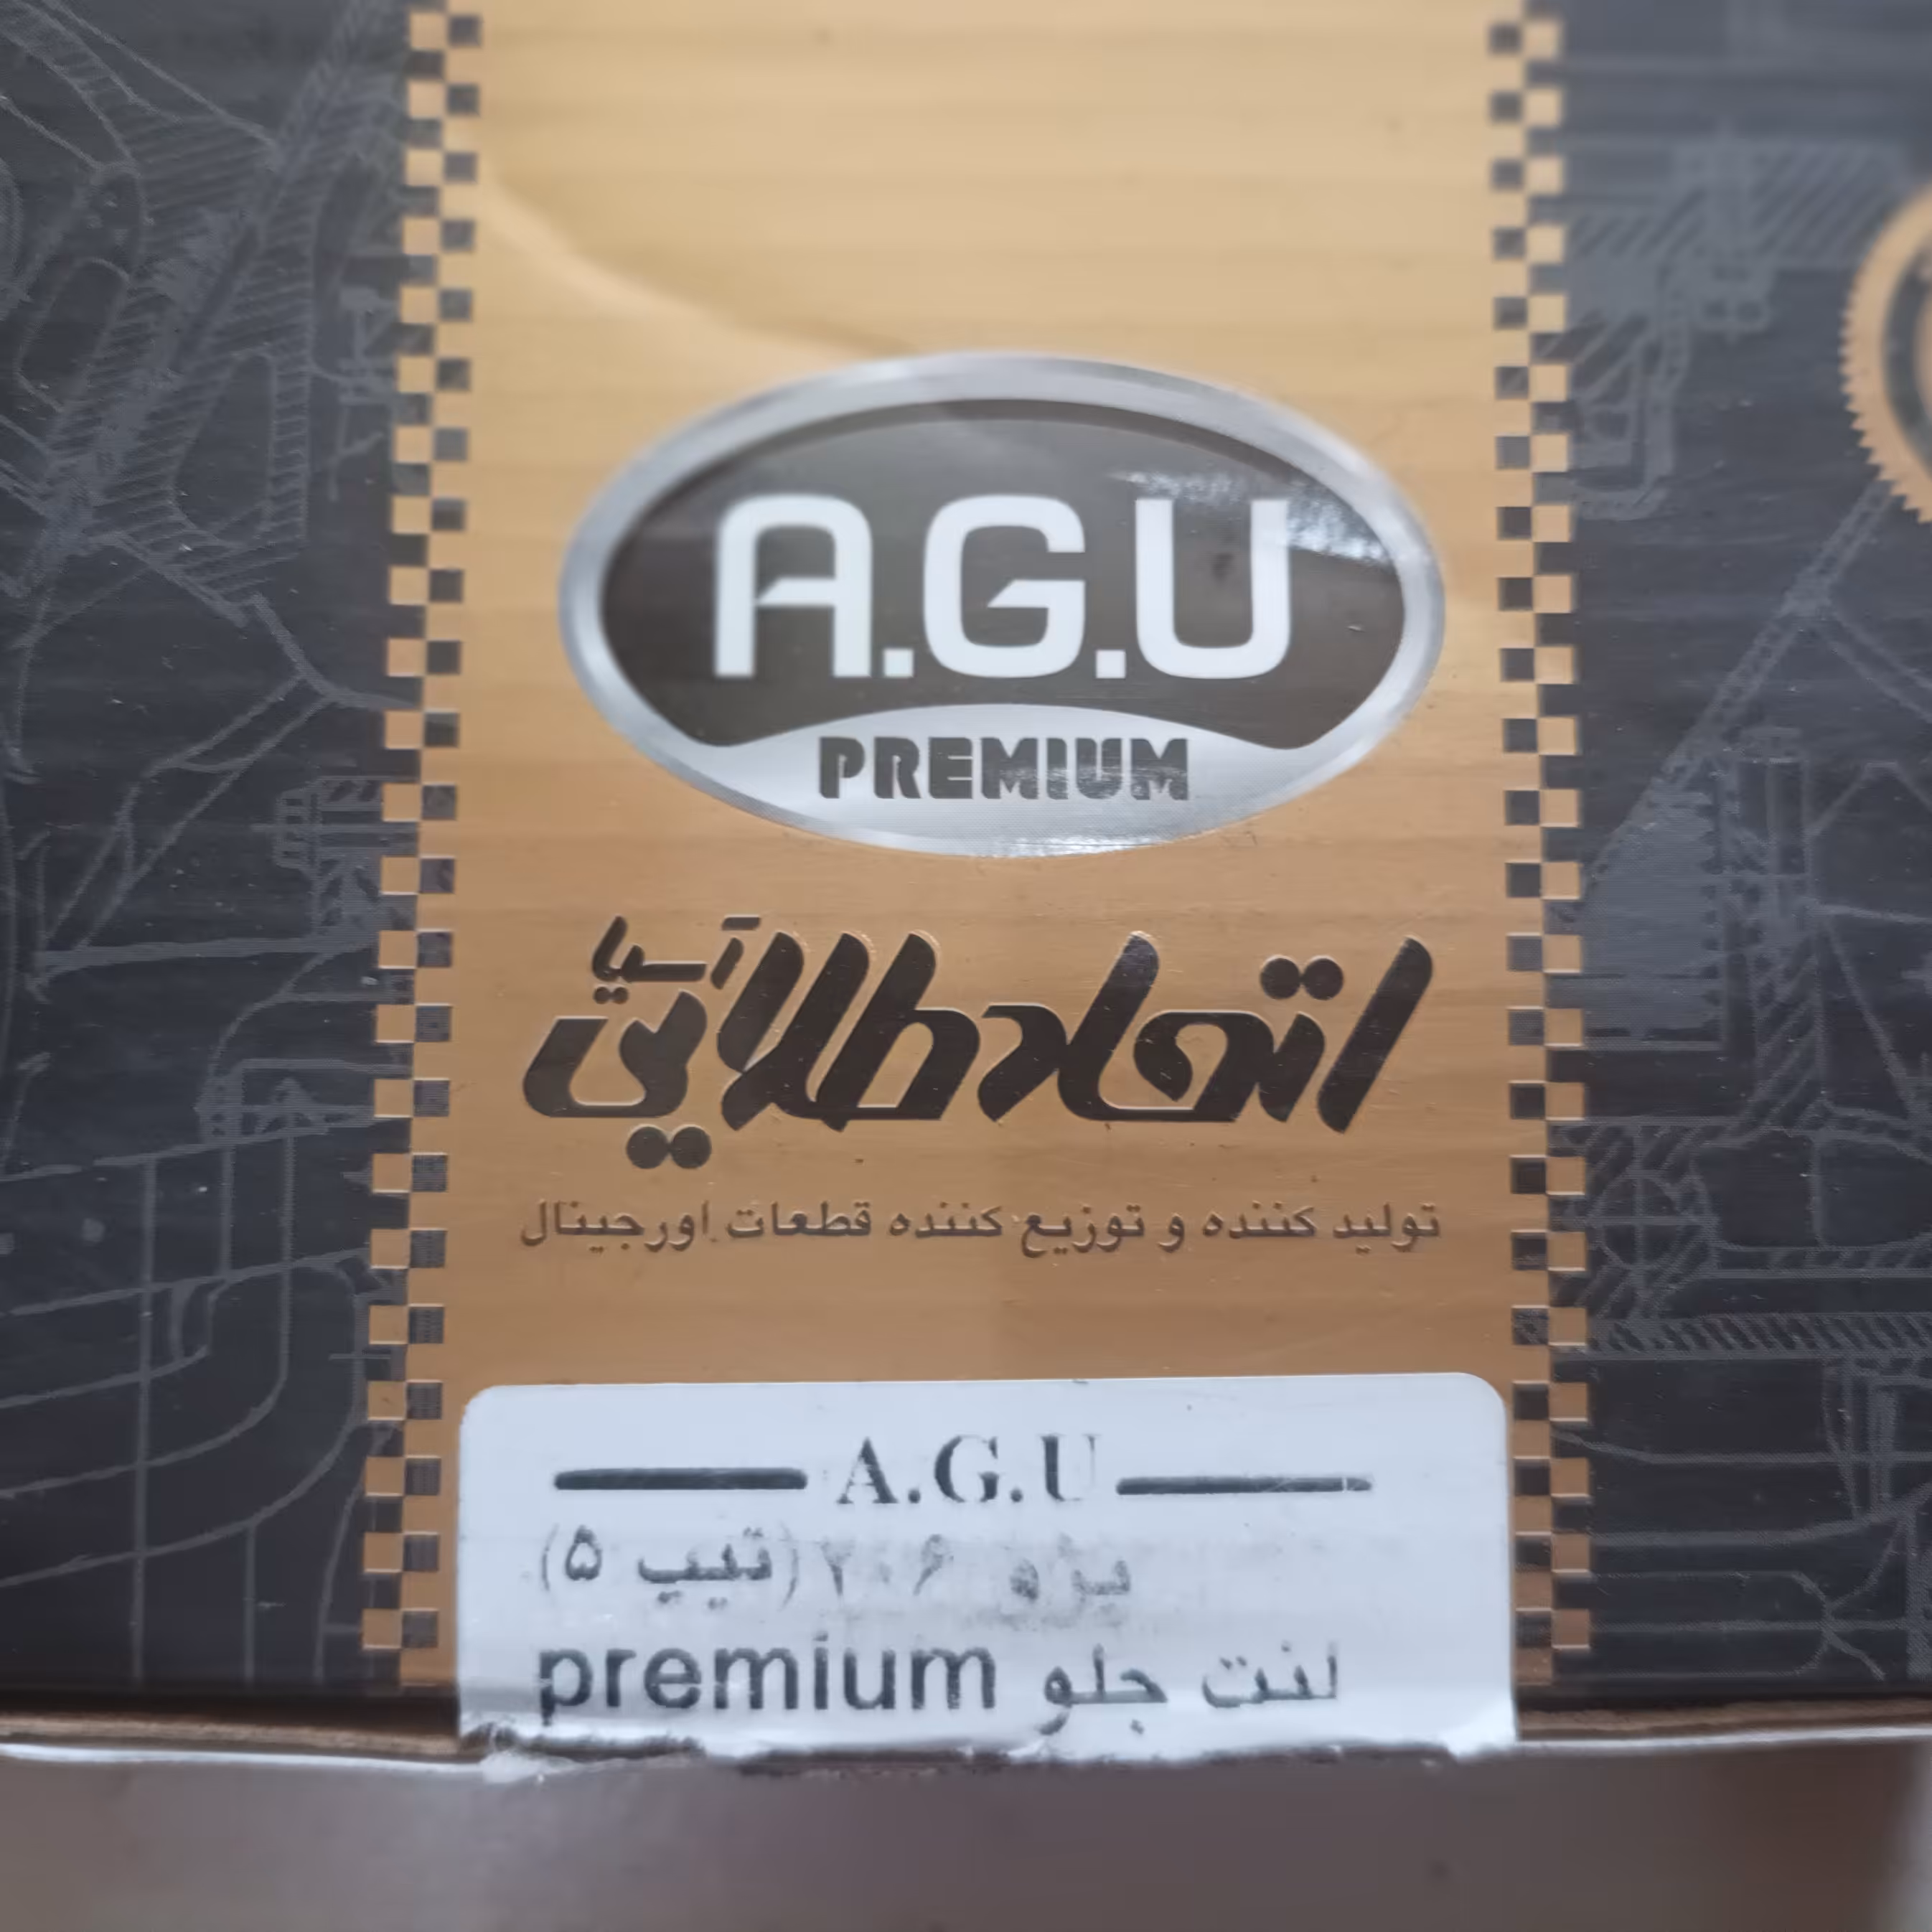 A.G.U
PREMIUM
اتحاد طلایی آسیا
تولید کننده و توزیع کننده قطعات اورجینال
A.G.U
پژو ۲۰۶ (تیپ ۵)
لنت جلو premium